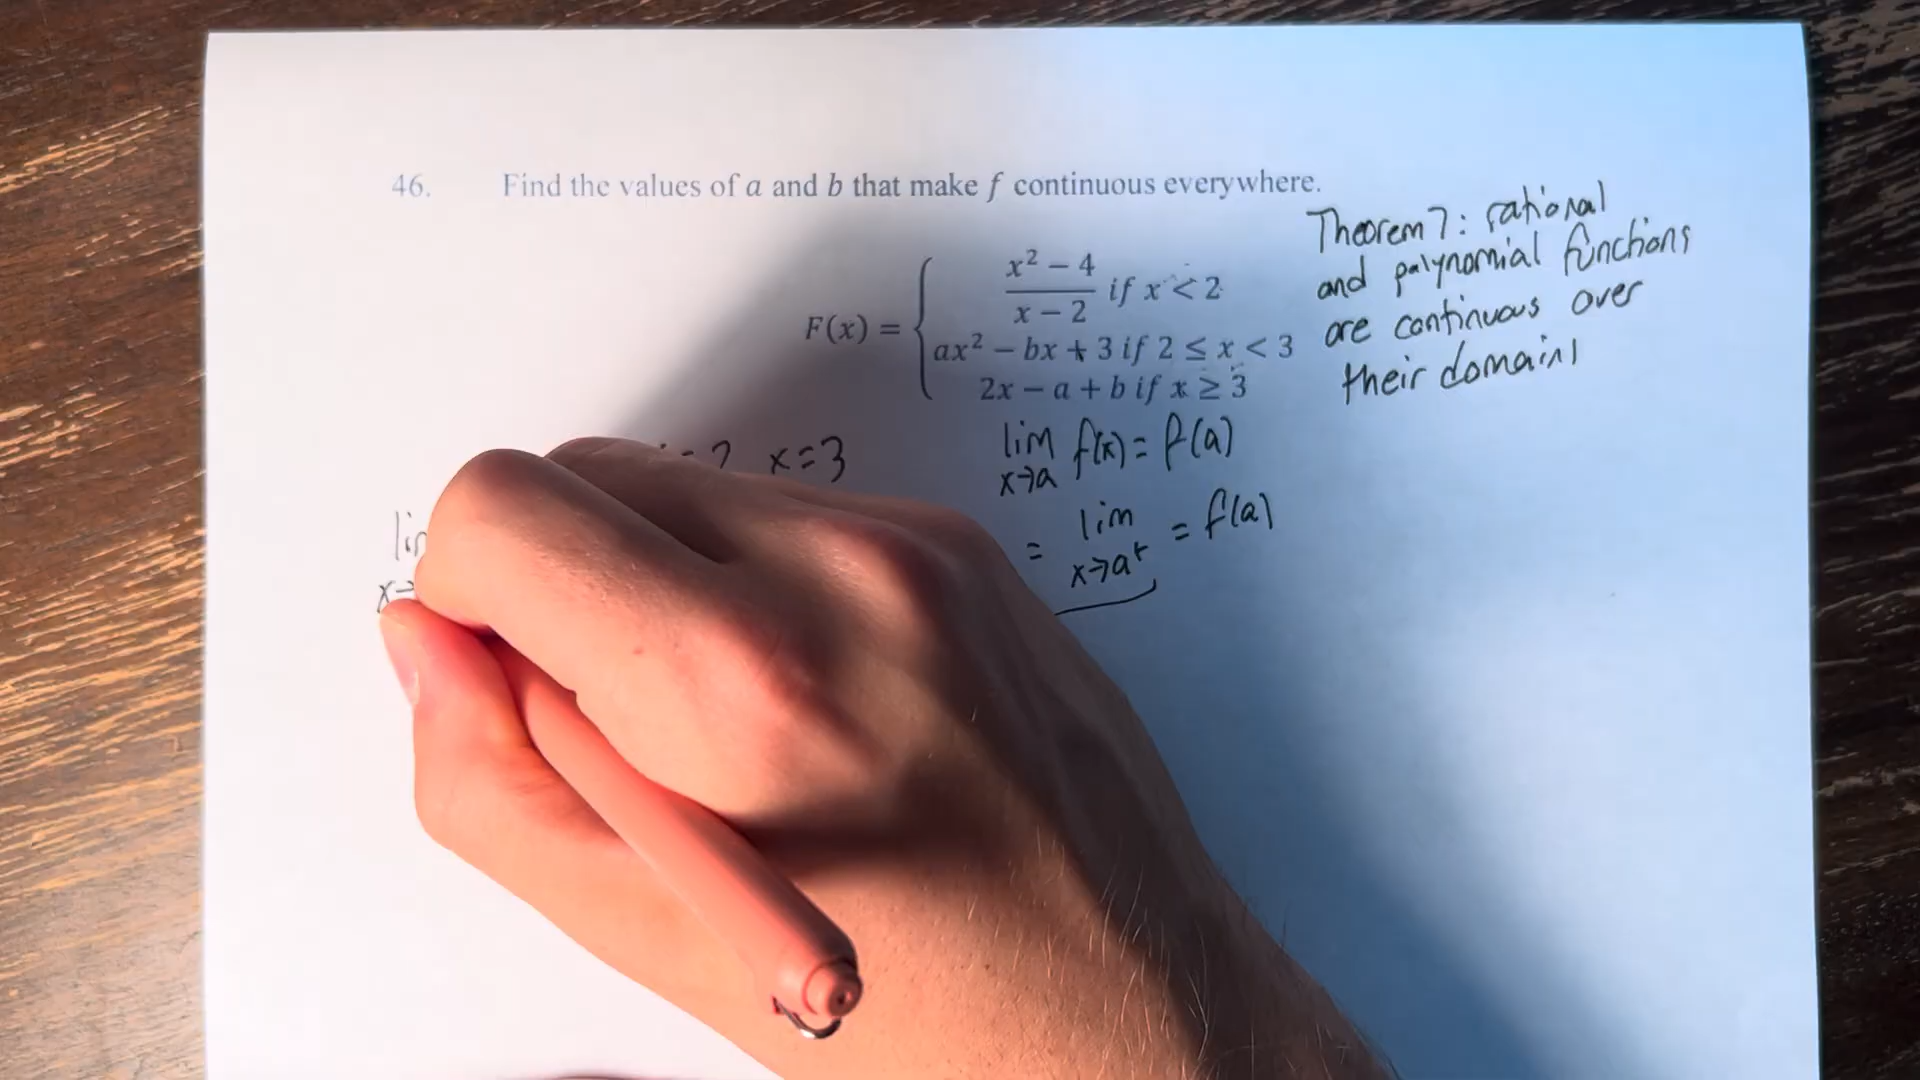 46. Find the values of a and b that make f continuous everywhere.
Theorem 7: rational
and polynomial functions
are continuous over
their domain!
x² − 4
x − 2
if x < 2
F(x) =
ax² − bx + 3 if 2 ≤ x < 3
2x − a + b if x ≥ 3
= 2 x = 3
lim f(x) = f(a)
x→a
= lim = f(a)
x→a⁺